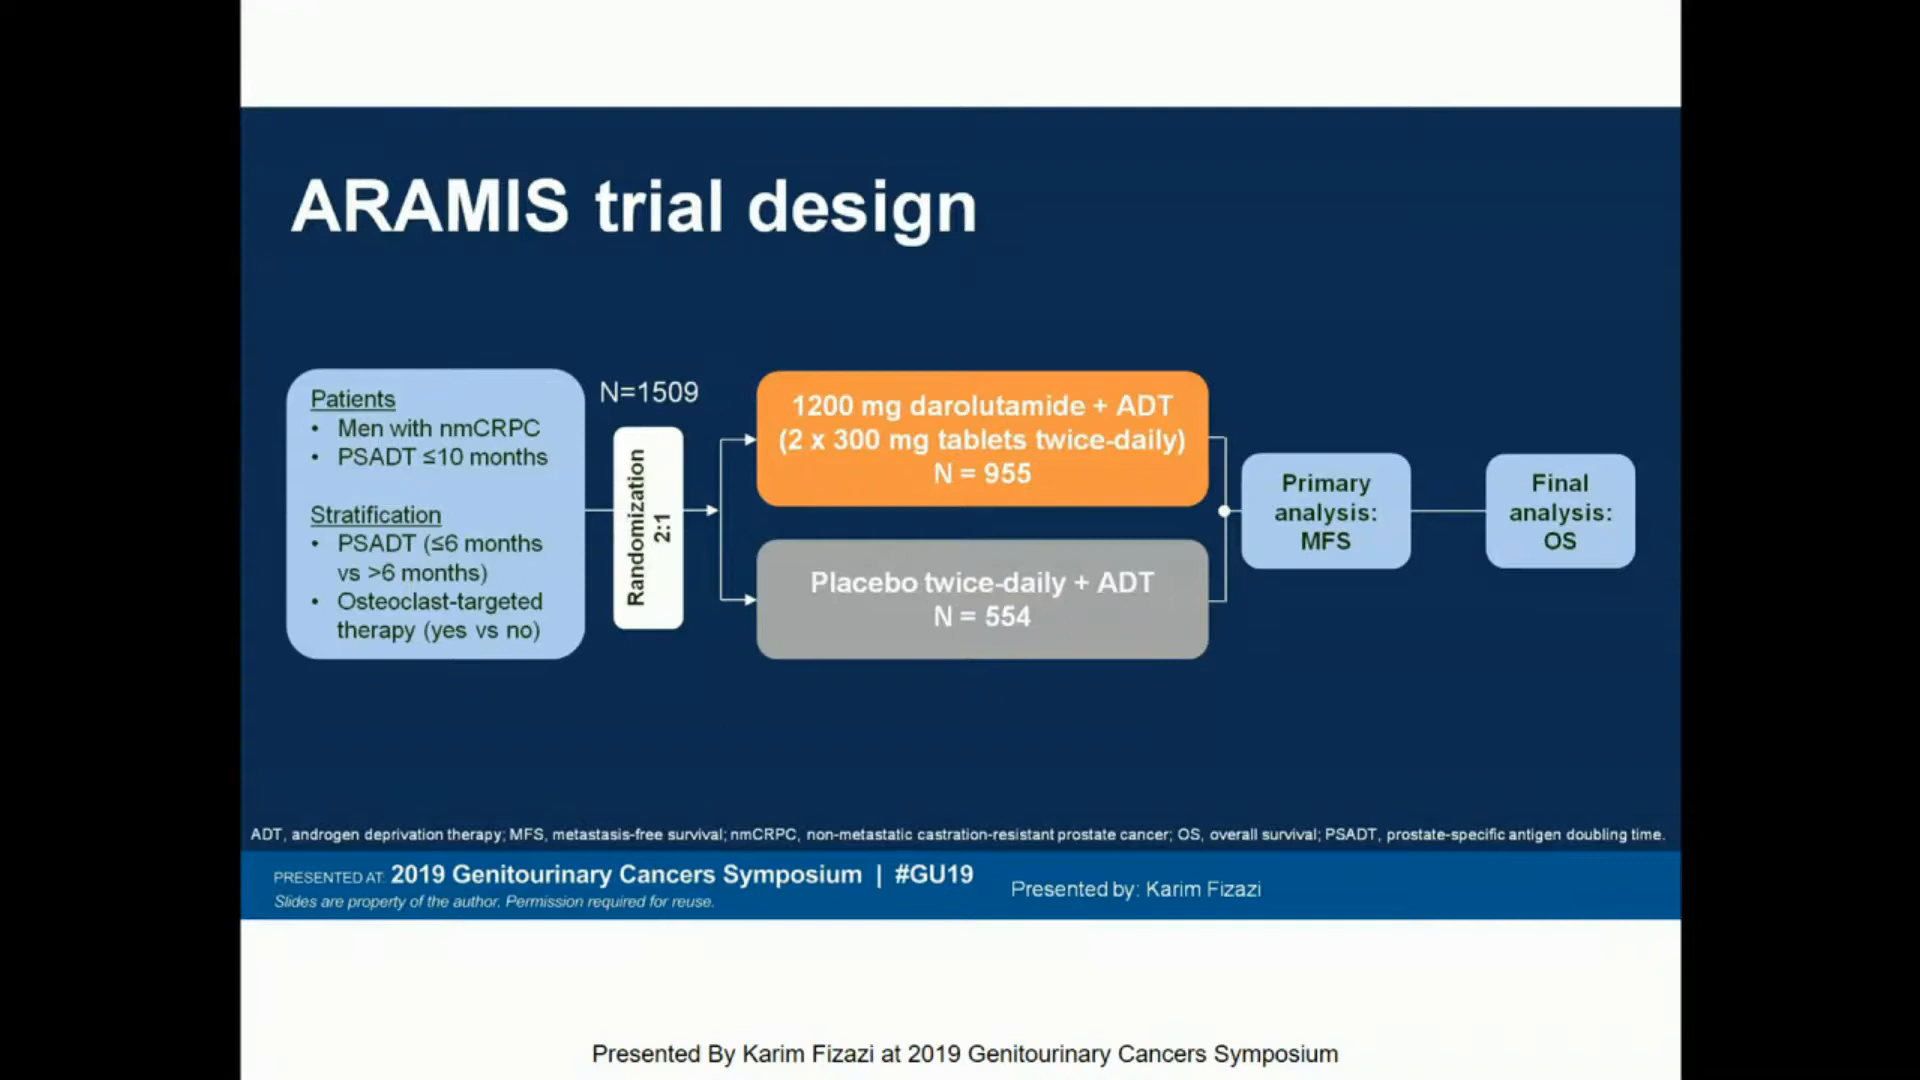 ARAMIS trial design
Patients
• Men with nmCRPC
• PSADT ≤10 months
Stratification
• PSADT (≤6 months
vs >6 months)
• Osteoclast-targeted
therapy (yes vs no)
N=1509
Randomization
2:1
1200 mg darolutamide + ADT
(2 x 300 mg tablets twice-daily)
N = 955
Placebo twice-daily + ADT
N = 554
Primary
analysis:
MFS
Final
analysis:
OS
ADT, androgen deprivation therapy; MFS, metastasis-free survival; nmCRPC, non-metastatic castration-resistant prostate cancer; OS, overall survival; PSADT, prostate-specific antigen doubling time.
PRESENTED AT: 2019 Genitourinary Cancers Symposium | #GU19
Slides are property of the author. Permission required for reuse.
Presented by: Karim Fizazi
Presented By Karim Fizazi at 2019 Genitourinary Cancers Symposium